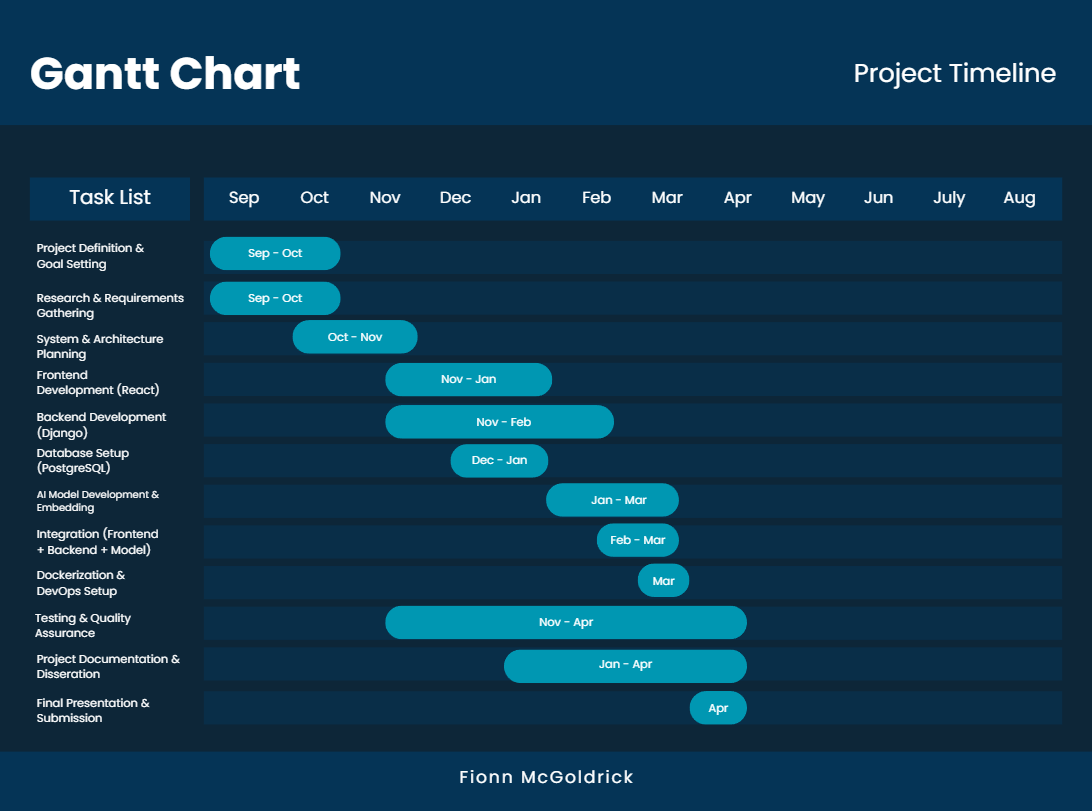 Gantt Chart
Project Timeline
Task List
Sep Oct Nov Dec Jan Feb Mar Apr May Jun July Aug
Project Definition &
Goal Setting
Sep - Oct
Research & Requirements
Gathering
Sep - Oct
System & Architecture
Planning
Oct - Nov
Frontend
Development (React)
Nov - Jan
Backend Development
(Django)
Nov - Feb
Database Setup
(PostgreSQL)
Dec - Jan
AI Model Development &
Embedding
Jan - Mar
Integration (Frontend
+ Backend + Model)
Feb - Mar
Dockerization &
DevOps Setup
Mar
Testing & Quality
Assurance
Nov - Apr
Project Documentation &
Disseration
Jan - Apr
Final Presentation &
Submission
Apr
Fionn McGoldrick